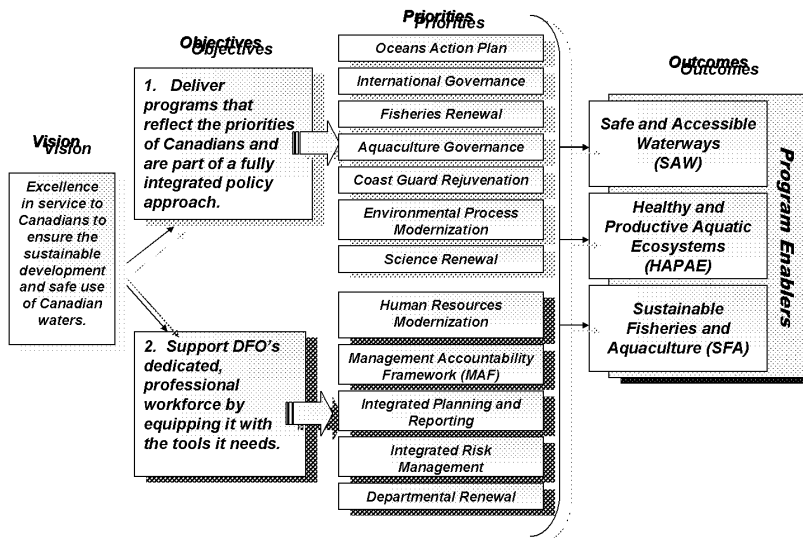 Vision
Excellence
in service to
Canadians to
ensure the
sustainable
development
and safe use
of Canadian
waters.
Objectives
1. Deliver
programs that
reflect the priorities
of Canadians and
are part of a fully
integrated policy
approach.
2. Support DFO's
dedicated,
professional
workforce by
equipping it with
the tools it needs.
Priorities
Oceans Action Plan
International Governance
Fisheries Renewal
Aquaculture Governance
Coast Guard Rejuvenation
Environmental Process
Modernization
Science Renewal
Human Resources
Modernization
Management Accountability
Framework (MAF)
Integrated Planning and
Reporting
Integrated Risk
Management
Departmental Renewal
Outcomes
Safe and Accessible
Waterways
(SAW)
Healthy and
Productive Aquatic
Ecosystems
(HAPAE)
Sustainable
Fisheries and
Aquaculture (SFA)
Program Enablers